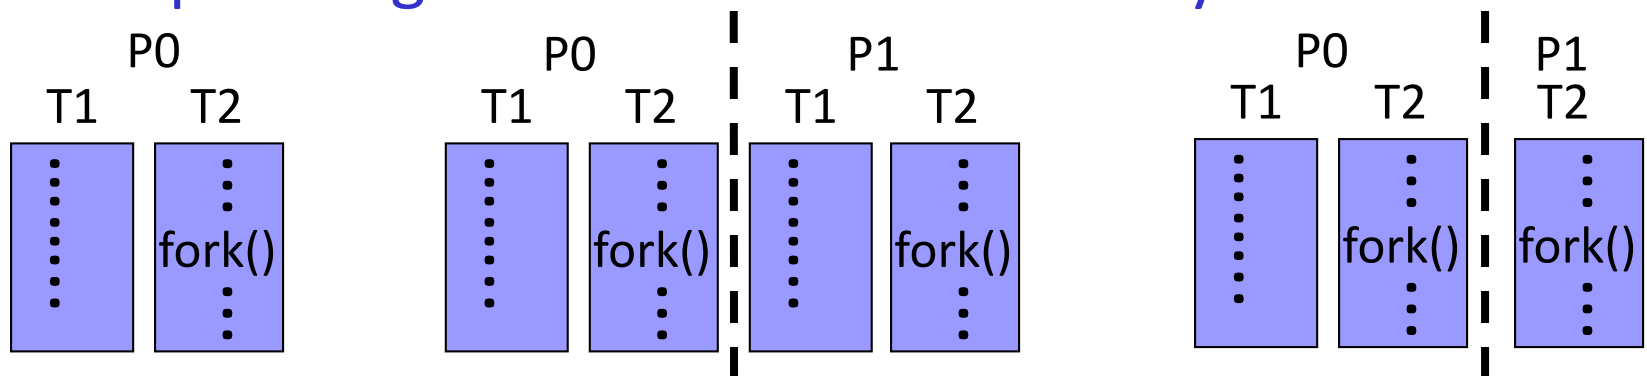 P0
T1 T2
fork()
P0 P1
T1 T2 T1 T2
fork() fork()
P0 P1
T1 T2 T2
fork() fork()